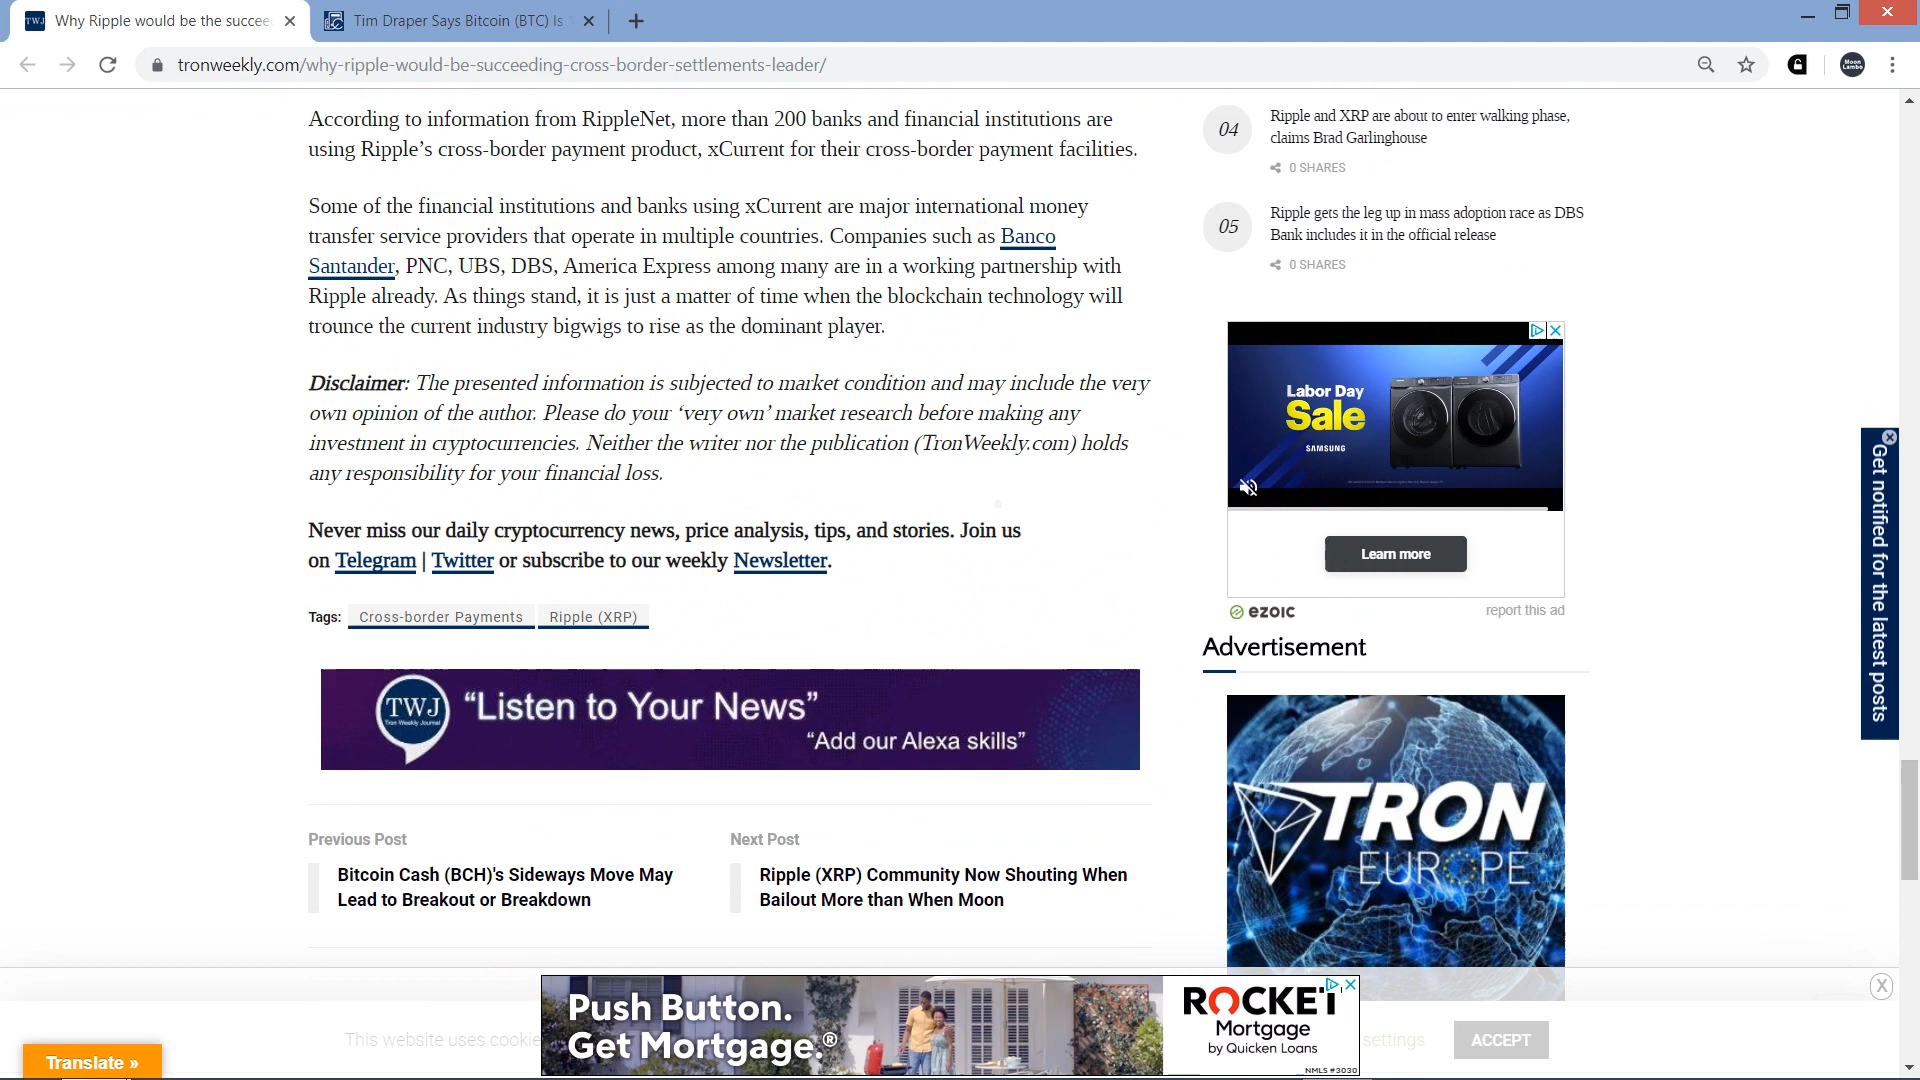 Why Ripple would be the succee
Tim Draper Says Bitcoin (BTC) Is
tronweekly.com/why-ripple-would-be-succeeding-cross-border-settlements-leader/
According to information from RippleNet, more than 200 banks and financial institutions are
using Ripple’s cross-border payment product, xCurrent for their cross-border payment facilities.
Some of the financial institutions and banks using xCurrent are major international money
transfer service providers that operate in multiple countries. Companies such as Banco
Santander, PNC, UBS, DBS, America Express among many are in a working partnership with
Ripple already. As things stand, it is just a matter of time when the blockchain technology will
trounce the current industry bigwigs to rise as the dominant player.
Disclaimer: The presented information is subjected to market condition and may include the very
own opinion of the author. Please do your ‘very own’ market research before making any
investment in cryptocurrencies. Neither the writer nor the publication (TronWeekly.com) holds
any responsibility for your financial loss.
Never miss our daily cryptocurrency news, price analysis, tips, and stories. Join us
on Telegram | Twitter or subscribe to our weekly Newsletter.
Tags: Cross-border Payments Ripple (XRP)
TWJ
Tron Weekly Journal
“Listen to Your News”
“Add our Alexa skills”
Previous Post
Bitcoin Cash (BCH)'s Sideways Move May
Lead to Breakout or Breakdown
Next Post
Ripple (XRP) Community Now Shouting When
Bailout More than When Moon
04
Ripple and XRP are about to enter walking phase,
claims Brad Garlinghouse
0 SHARES
05
Ripple gets the leg up in mass adoption race as DBS
Bank includes it in the official release
0 SHARES
Labor Day
Sale
SAMSUNG
Learn more
ezoic
report this ad
Advertisement
TRON
EUROPE
Get notified for the latest posts
This website uses cookie
settings
ACCEPT
Push Button.
Get Mortgage.®
ROCKET
Mortgage
by Quicken Loans
NMLS #3030
Translate »
X